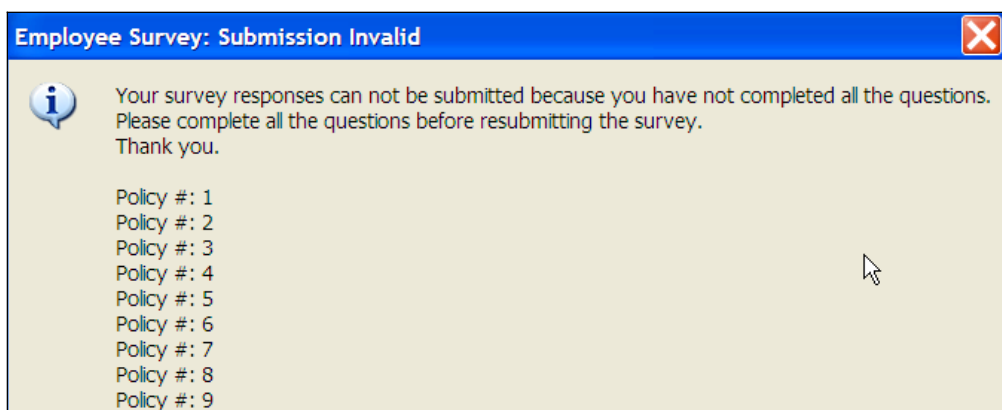 Employee Survey: Submission Invalid
Your survey responses can not be submitted because you have not completed all the questions.
Please complete all the questions before resubmitting the survey.
Thank you.
Policy #: 1
Policy #: 2
Policy #: 3
Policy #: 4
Policy #: 5
Policy #: 6
Policy #: 7
Policy #: 8
Policy #: 9